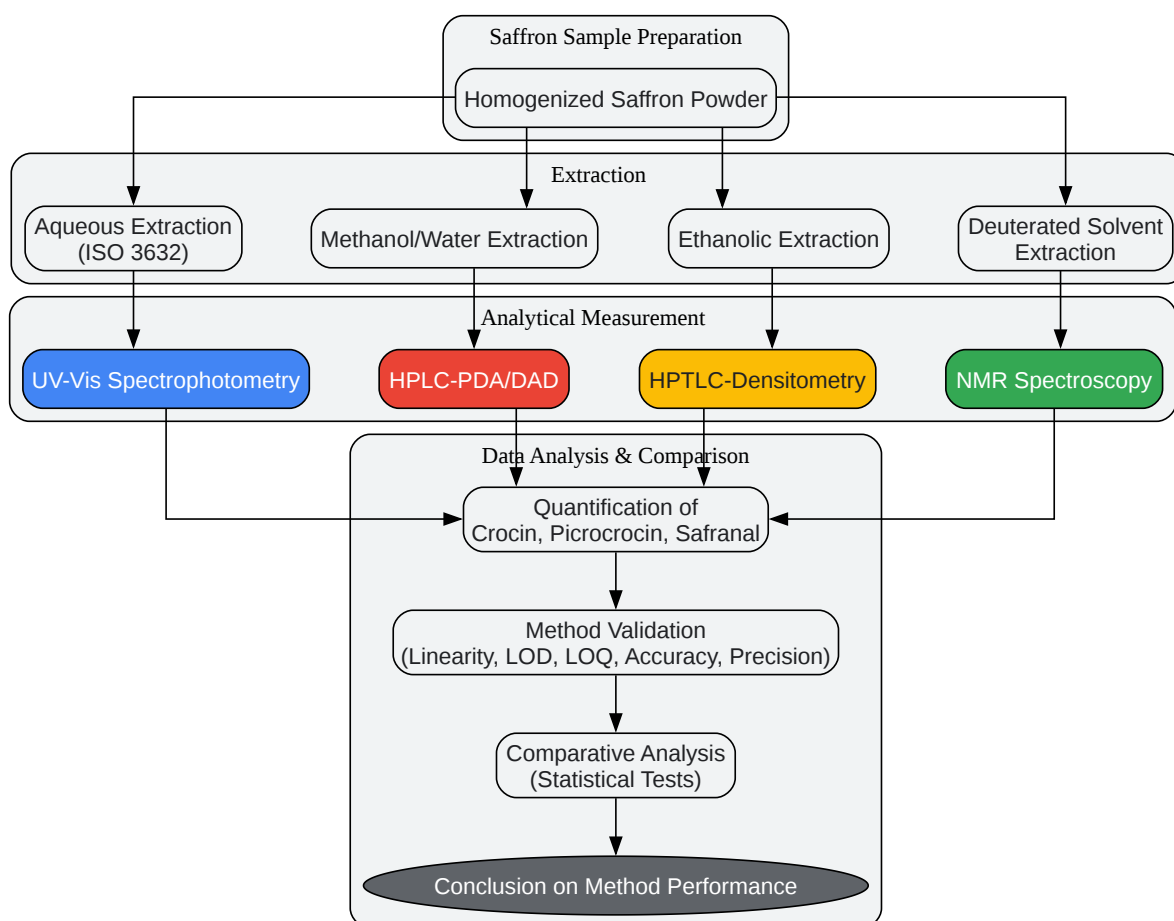 Saffron Sample Preparation
Homogenized Saffron Powder
Extraction
Aqueous Extraction
(ISO 3632)
Methanol/Water Extraction
Ethanolic Extraction
Deuterated Solvent
Extraction
Analytical Measurement
UV-Vis Spectrophotometry
HPLC-PDA/DAD
HPTLC-Densitometry
NMR Spectroscopy
Data Analysis & Comparison
Quantification of
Crocin, Picrocrocin, Safranal
Method Validation
(Linearity, LOD, LOQ, Accuracy, Precision)
Comparative Analysis
(Statistical Tests)
Conclusion on Method Performance